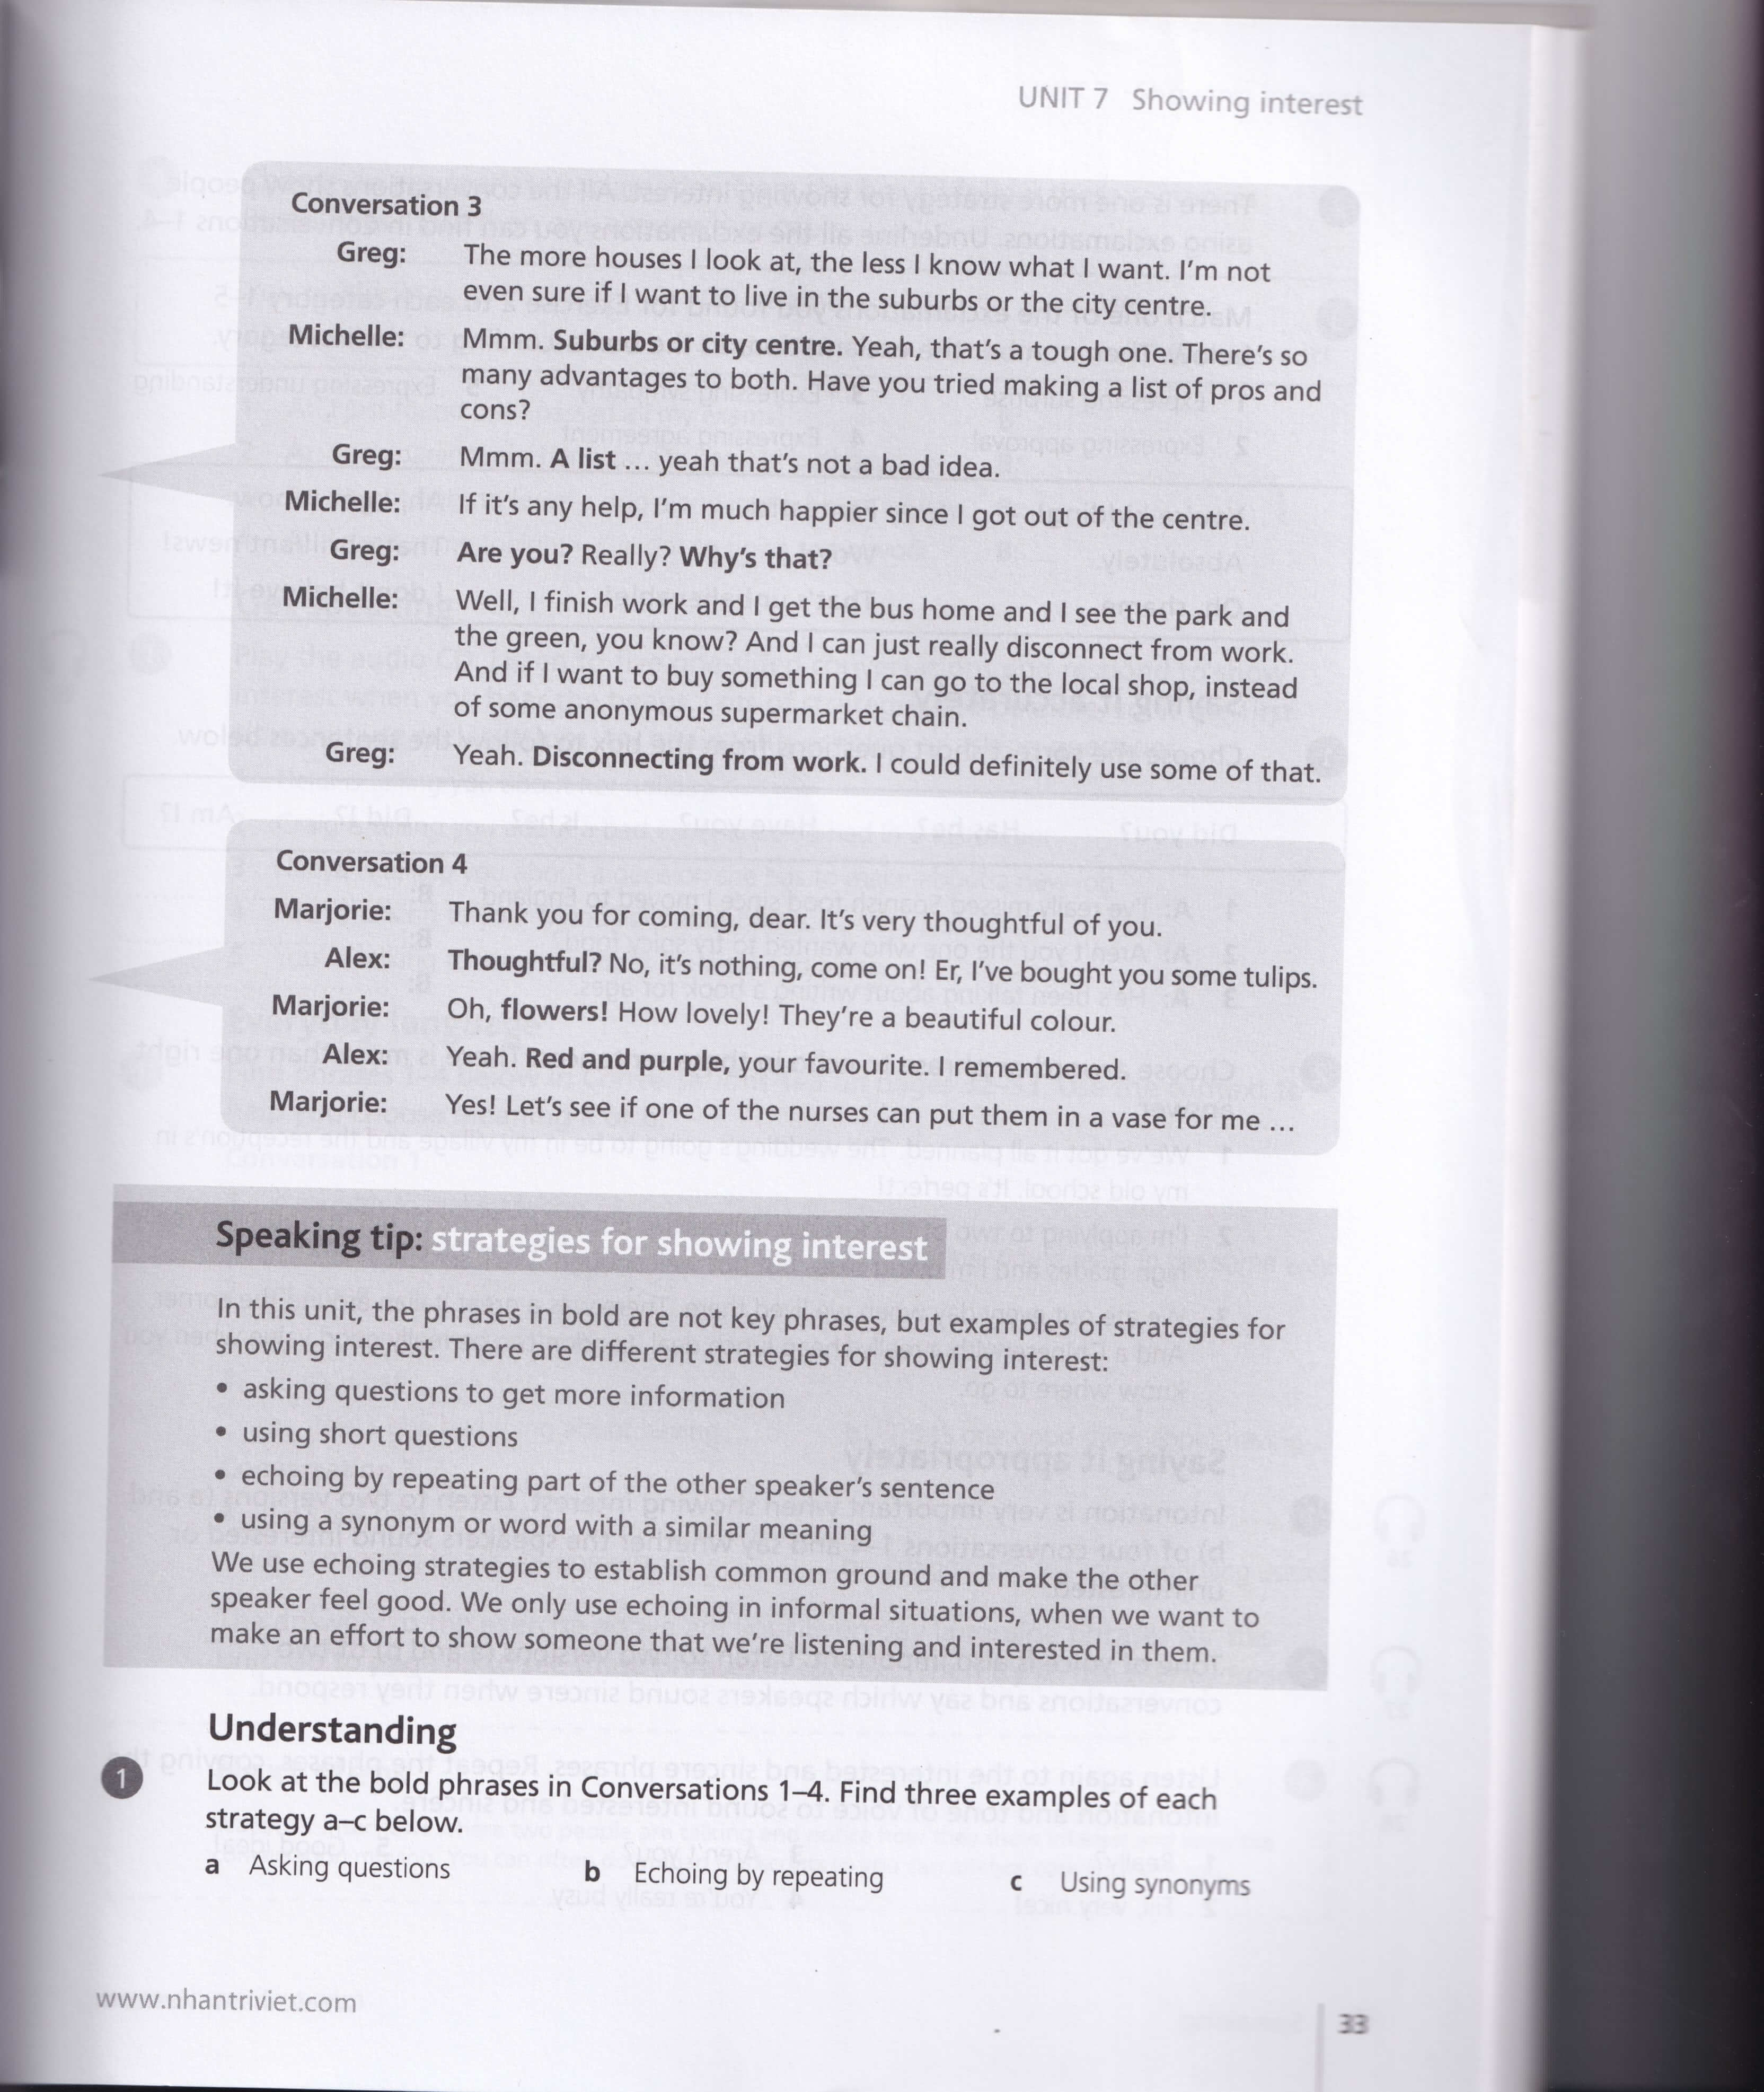 UNIT 7 Showing interest
Conversation 3
Greg: The more houses I look at, the less I know what I want. I'm not
even sure if I want to live in the suburbs or the city centre.
Michelle: Mmm. Suburbs or city centre. Yeah, that's a tough one. There's so
many advantages to both. Have you tried making a list of pros and
cons?
Greg: Mmm. A list ... yeah that's not a bad idea.
Michelle: If it's any help, I'm much happier since I got out of the centre.
Greg: Are you? Really? Why's that?
Michelle: Well, I finish work and I get the bus home and I see the park and
the green, you know? And I can just really disconnect from work.
And if I want to buy something I can go to the local shop, instead
of some anonymous supermarket chain.
Greg: Yeah. Disconnecting from work. I could definitely use some of that.
Conversation 4
Marjorie: Thank you for coming, dear. It's very thoughtful of you.
Alex: Thoughtful? No, it's nothing, come on! Er, I've bought you some tulips.
Marjorie: Oh, flowers! How lovely! They're a beautiful colour.
Alex: Yeah. Red and purple, your favourite. I remembered.
Marjorie: Yes! Let's see if one of the nurses can put them in a vase for me ...
Speaking tip: strategies for showing interest
In this unit, the phrases in bold are not key phrases, but examples of strategies for
showing interest. There are different strategies for showing interest:
• asking questions to get more information
• using short questions
• echoing by repeating part of the other speaker's sentence
• using a synonym or word with a similar meaning
We use echoing strategies to establish common ground and make the other
speaker feel good. We only use echoing in informal situations, when we want to
make an effort to show someone that we're listening and interested in them.
Understanding
1 Look at the bold phrases in Conversations 1–4. Find three examples of each
strategy a–c below.
a Asking questions b Echoing by repeating c Using synonyms
www.nhantriviet.com
33